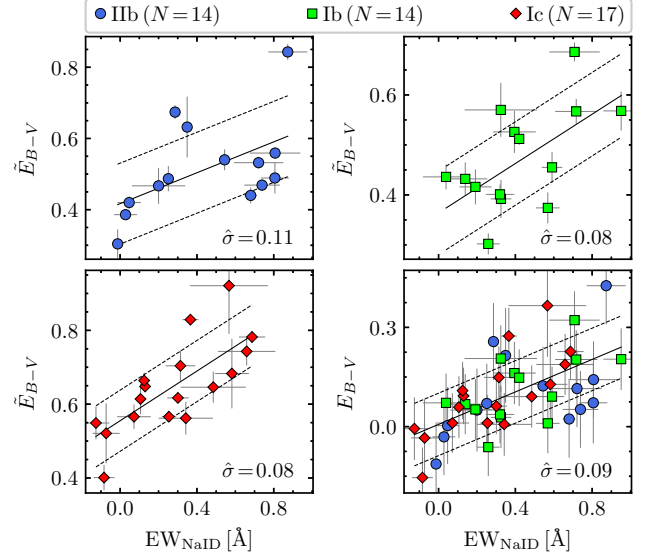 IIb (N=14) Ib (N=14) Ic (N=17)
0.8
0.6
0.4
Ẽ_{B−V}
σ̂=0.11
0.6
0.4
Ẽ_{B−V}
σ̂=0.08
0.8
0.6
0.4
Ẽ_{B−V}
σ̂=0.08
0.0 0.4 0.8
EW_{NaID} [Å]
0.3
0.0
E_{B−V}
σ̂=0.09
0.0 0.4 0.8
EW_{NaID} [Å]